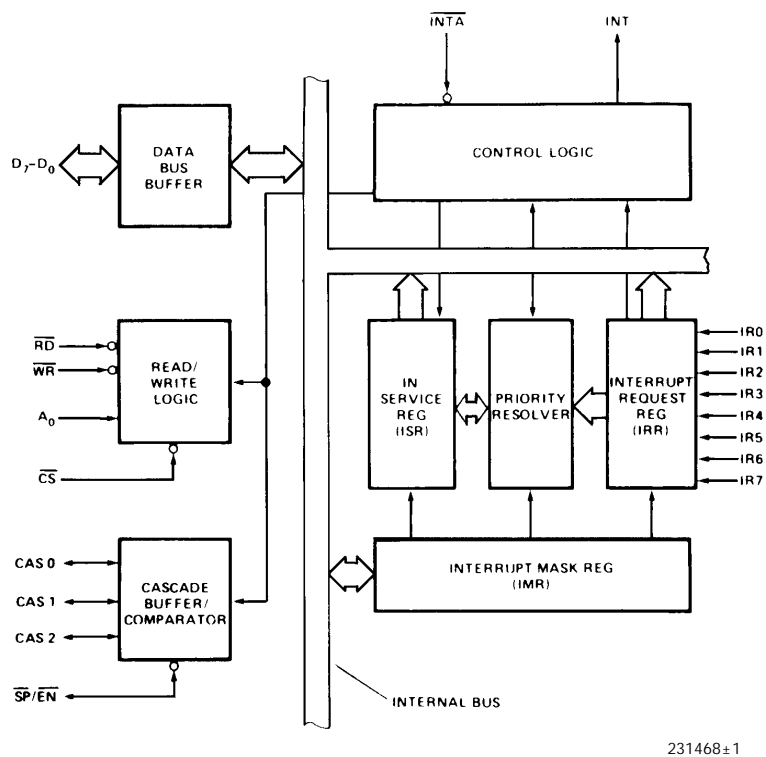 INTA INT
CONTROL LOGIC
D7-D0
DATA
BUS
BUFFER
RD
WR
A0
CS
READ/
WRITE
LOGIC
IN
SERVICE
REG
(ISR)
PRIORITY
RESOLVER
INTERRUPT
REQUEST
REG
(IRR)
IR0
IR1
IR2
IR3
IR4
IR5
IR6
IR7
CAS 0
CAS 1
CAS 2
SP/EN
CASCADE
BUFFER/
COMPARATOR
INTERRUPT MASK REG
(IMR)
INTERNAL BUS
231468±1